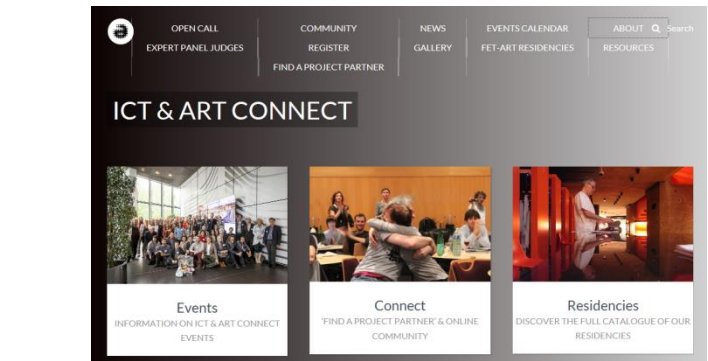 OPEN CALL
EXPERT PANEL JUDGES
COMMUNITY
REGISTER
FIND A PROJECT PARTNER
NEWS
GALLERY
EVENTS CALENDAR
FET-ART RESIDENCIES
ABOUT
RESOURCES
Search
ICT & ART CONNECT
Events
INFORMATION ON ICT & ART CONNECT
EVENTS
Connect
'FIND A PROJECT PARTNER' & ONLINE
COMMUNITY
Residencies
DISCOVER THE FULL CATALOGUE OF OUR
RESIDENCIES